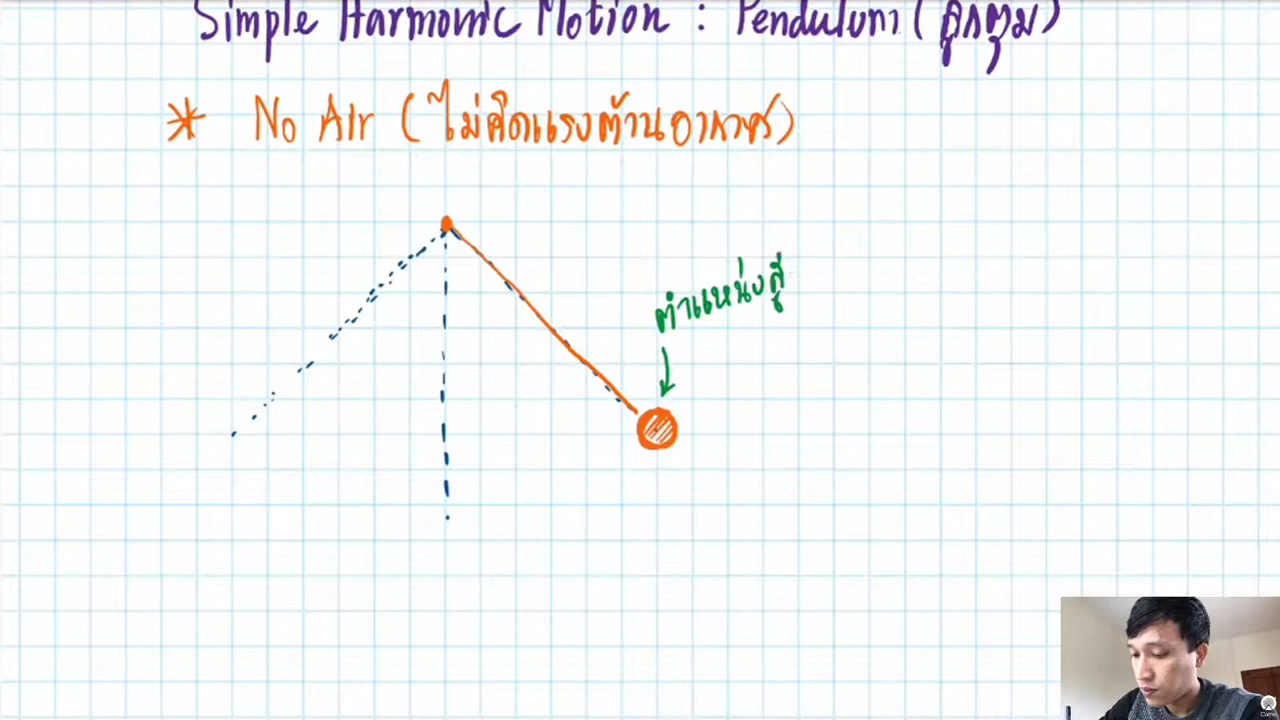 Simple Harmonic Motion : Pendulum (ลูกตุ้ม)
* No Air (ไม่คิดแรงต้านอากาศ)
ตำแหน่งสู
Camo